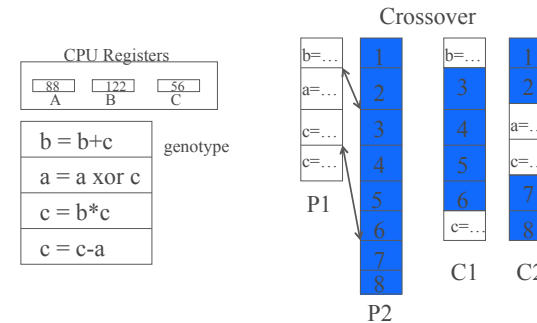 Crossover
CPU Registers
88 122 56
A B C
b = b+c
a = a xor c
c = b*c
c = c-a
genotype
b=…
a=…
c=…
c=…
P1
1
2
3
4
5
6
7
8
P2
b=…
3
4
5
6
c=…
C1
1
2
a=…
c=…
7
8
C2